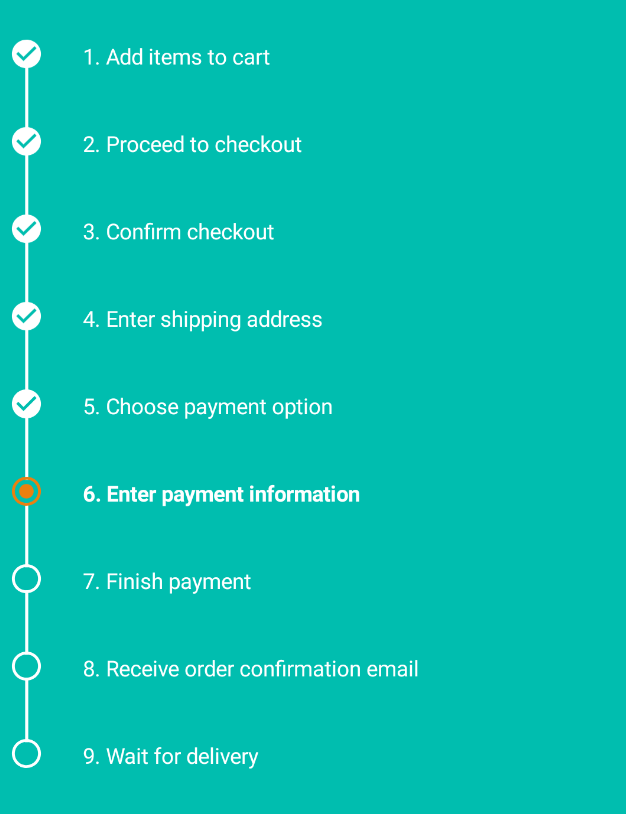 1. Add items to cart
2. Proceed to checkout
3. Confirm checkout
4. Enter shipping address
5. Choose payment option
6. Enter payment information
7. Finish payment
8. Receive order confirmation email
9. Wait for delivery